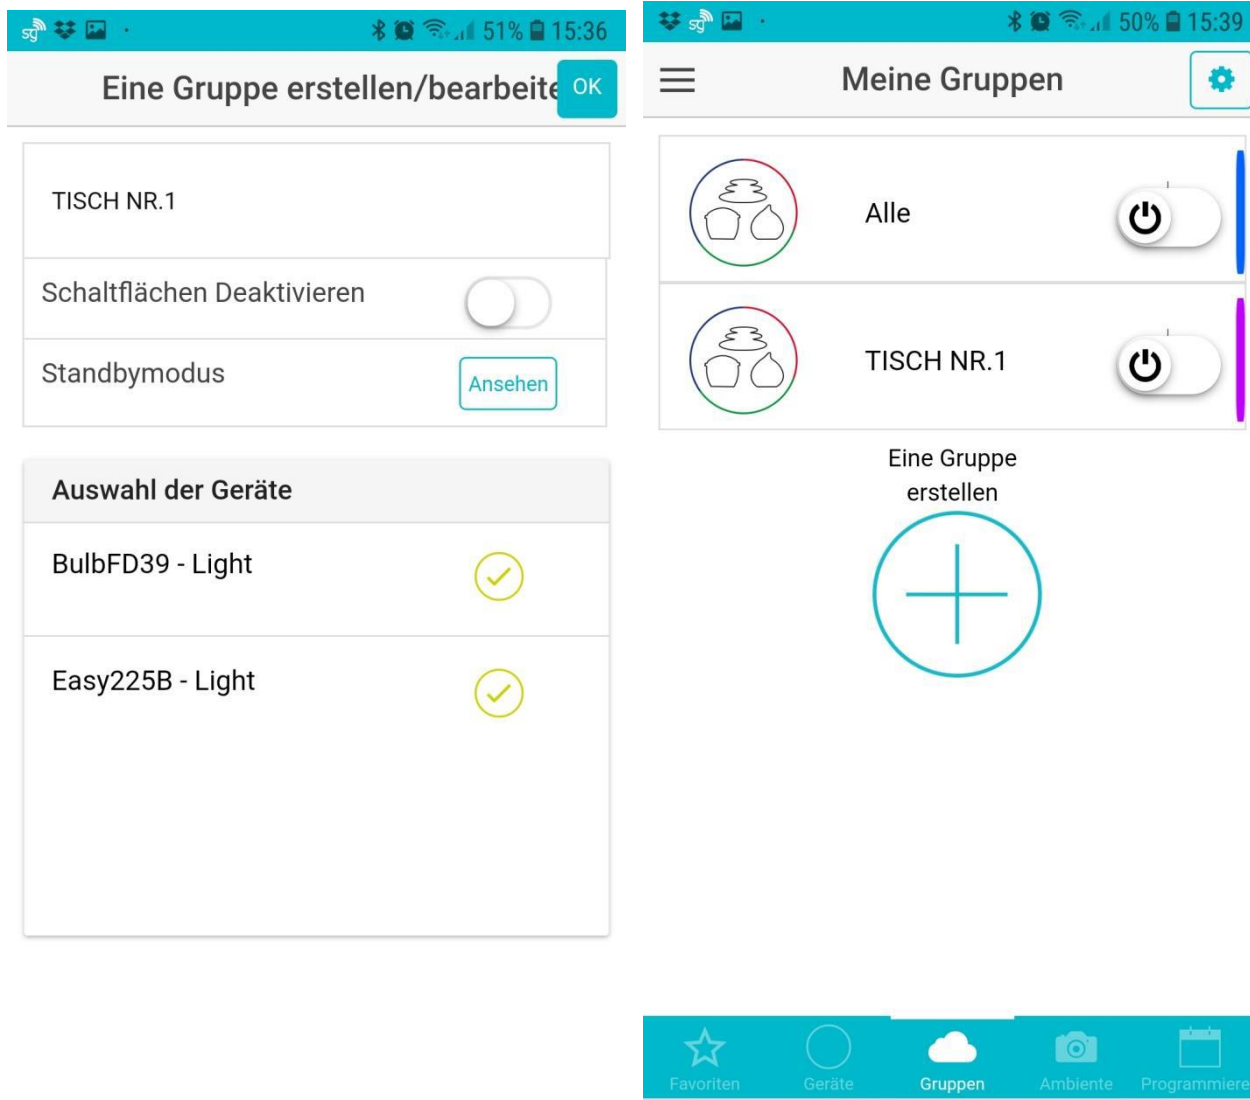 sg 51% 15:36
Eine Gruppe erstellen/bearbeite OK
TISCH NR.1
Schaltflächen Deaktivieren
Standbymodus Ansehen
Auswahl der Geräte
BulbFD39 - Light
Easy225B - Light
sg 50% 15:39
Meine Gruppen
Alle
TISCH NR.1
Eine Gruppe
erstellen
Favoriten Geräte Gruppen Ambiente Programmiere